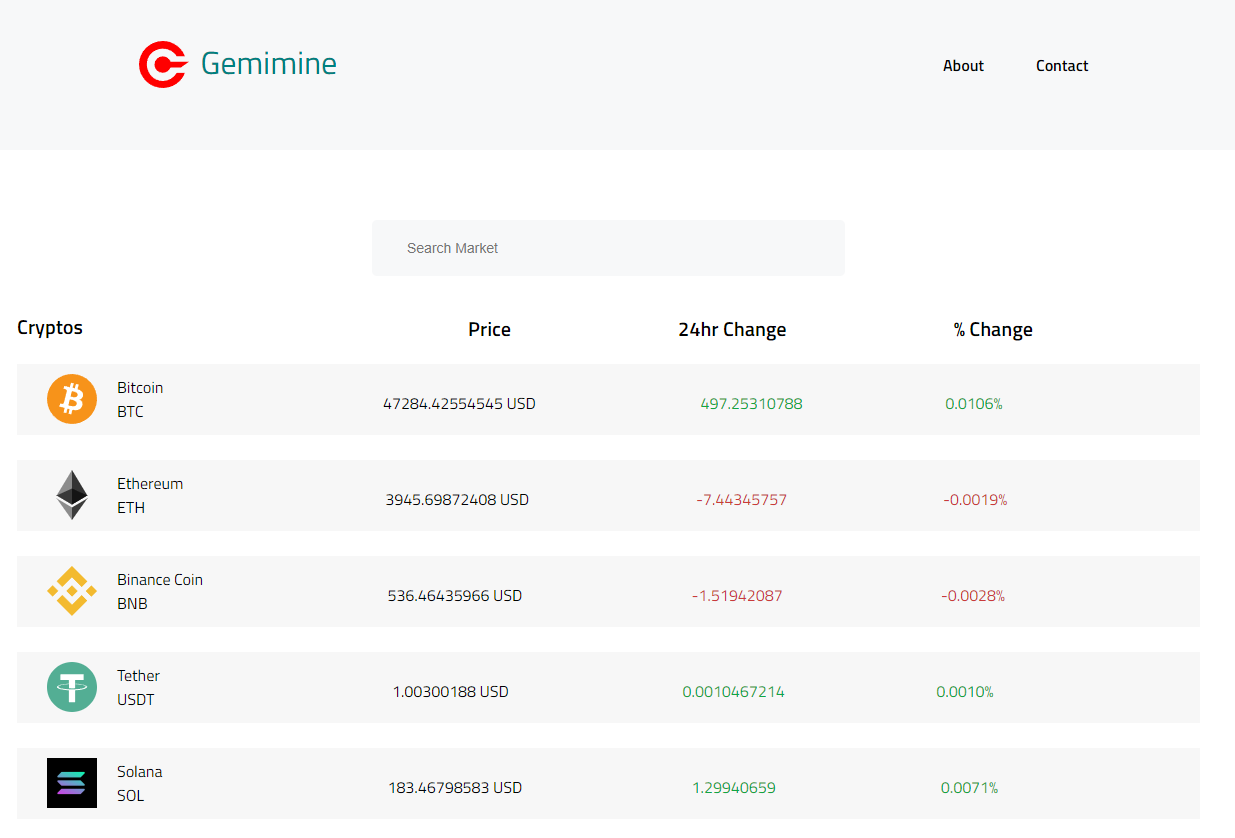 Gemimine
About Contact
Search Market
Cryptos Price 24hr Change % Change
Bitcoin
BTC
47284.42554545 USD 497.25310788 0.0106%
Ethereum
ETH
3945.69872408 USD -7.44345757 -0.0019%
Binance Coin
BNB
536.46435966 USD -1.51942087 -0.0028%
Tether
USDT
1.00300188 USD 0.0010467214 0.0010%
Solana
SOL
183.46798583 USD 1.29940659 0.0071%